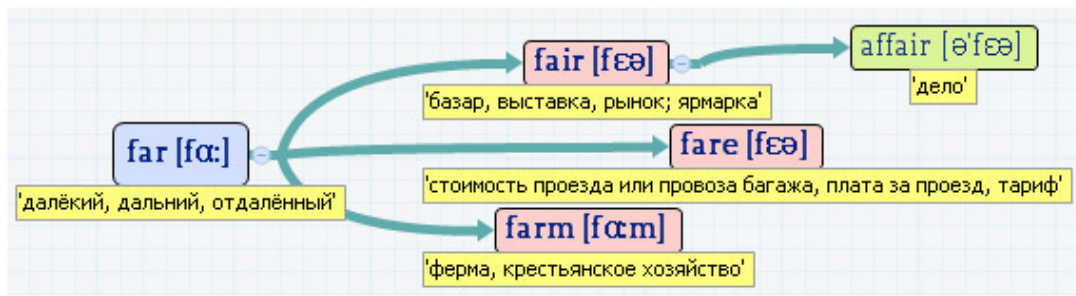 fair [fɛə]
affair [ə'fɛə]
'базар, выставка, рынок; ярмарка'
'дело'
far [fɑ:]
fare [fɛə]
'далёкий, дальний, отдалённый'
'стоимость проезда или провоза багажа, плата за проезд, тариф'
farm [fɑm]
'ферма, крестьянское хозяйство'